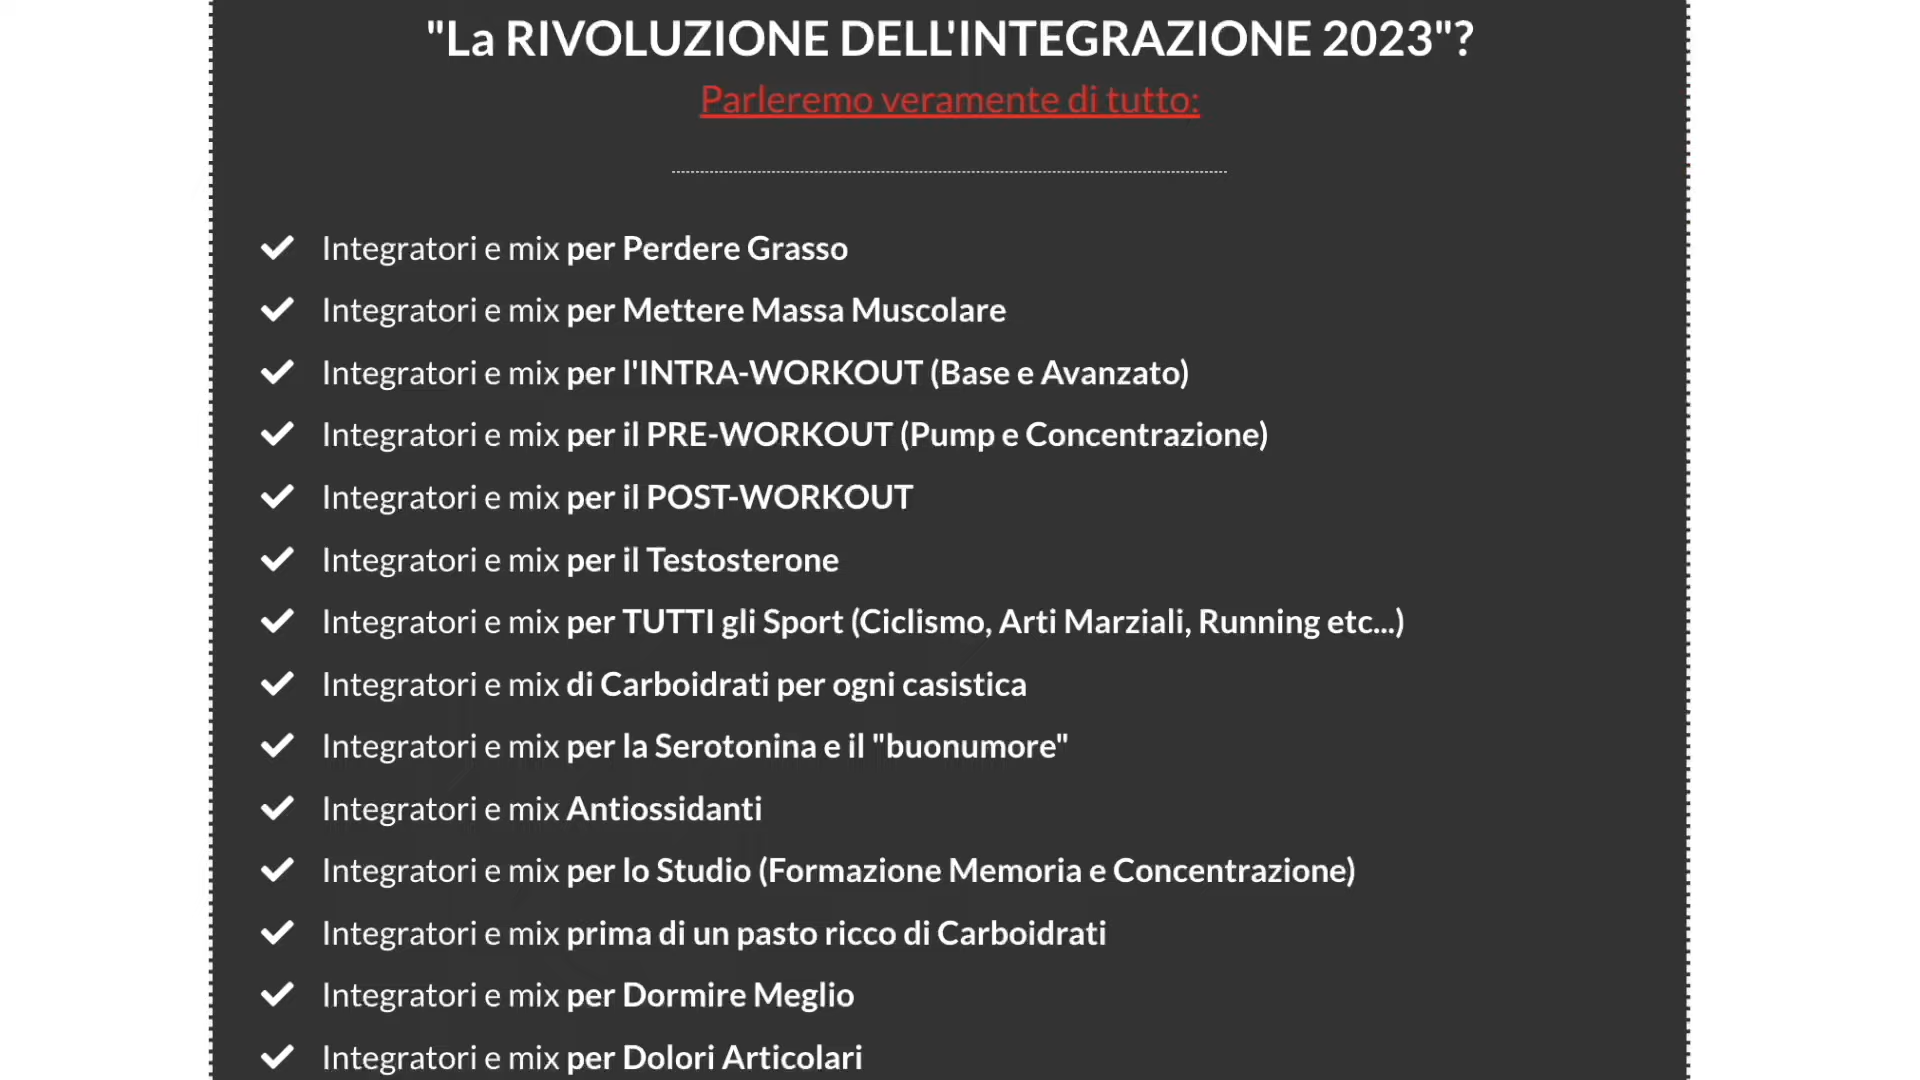 "La RIVOLUZIONE DELL'INTEGRAZIONE 2023"?
Parleremo veramente di tutto:
Integratori e mix per Perdere Grasso
Integratori e mix per Mettere Massa Muscolare
Integratori e mix per l'INTRA-WORKOUT (Base e Avanzato)
Integratori e mix per il PRE-WORKOUT (Pump e Concentrazione)
Integratori e mix per il POST-WORKOUT
Integratori e mix per il Testosterone
Integratori e mix per TUTTI gli Sport (Ciclismo, Arti Marziali, Running etc...)
Integratori e mix di Carboidrati per ogni casistica
Integratori e mix per la Serotonina e il "buonumore"
Integratori e mix Antiossidanti
Integratori e mix per lo Studio (Formazione Memoria e Concentrazione)
Integratori e mix prima di un pasto ricco di Carboidrati
Integratori e mix per Dormire Meglio
Integratori e mix per Dolori Articolari